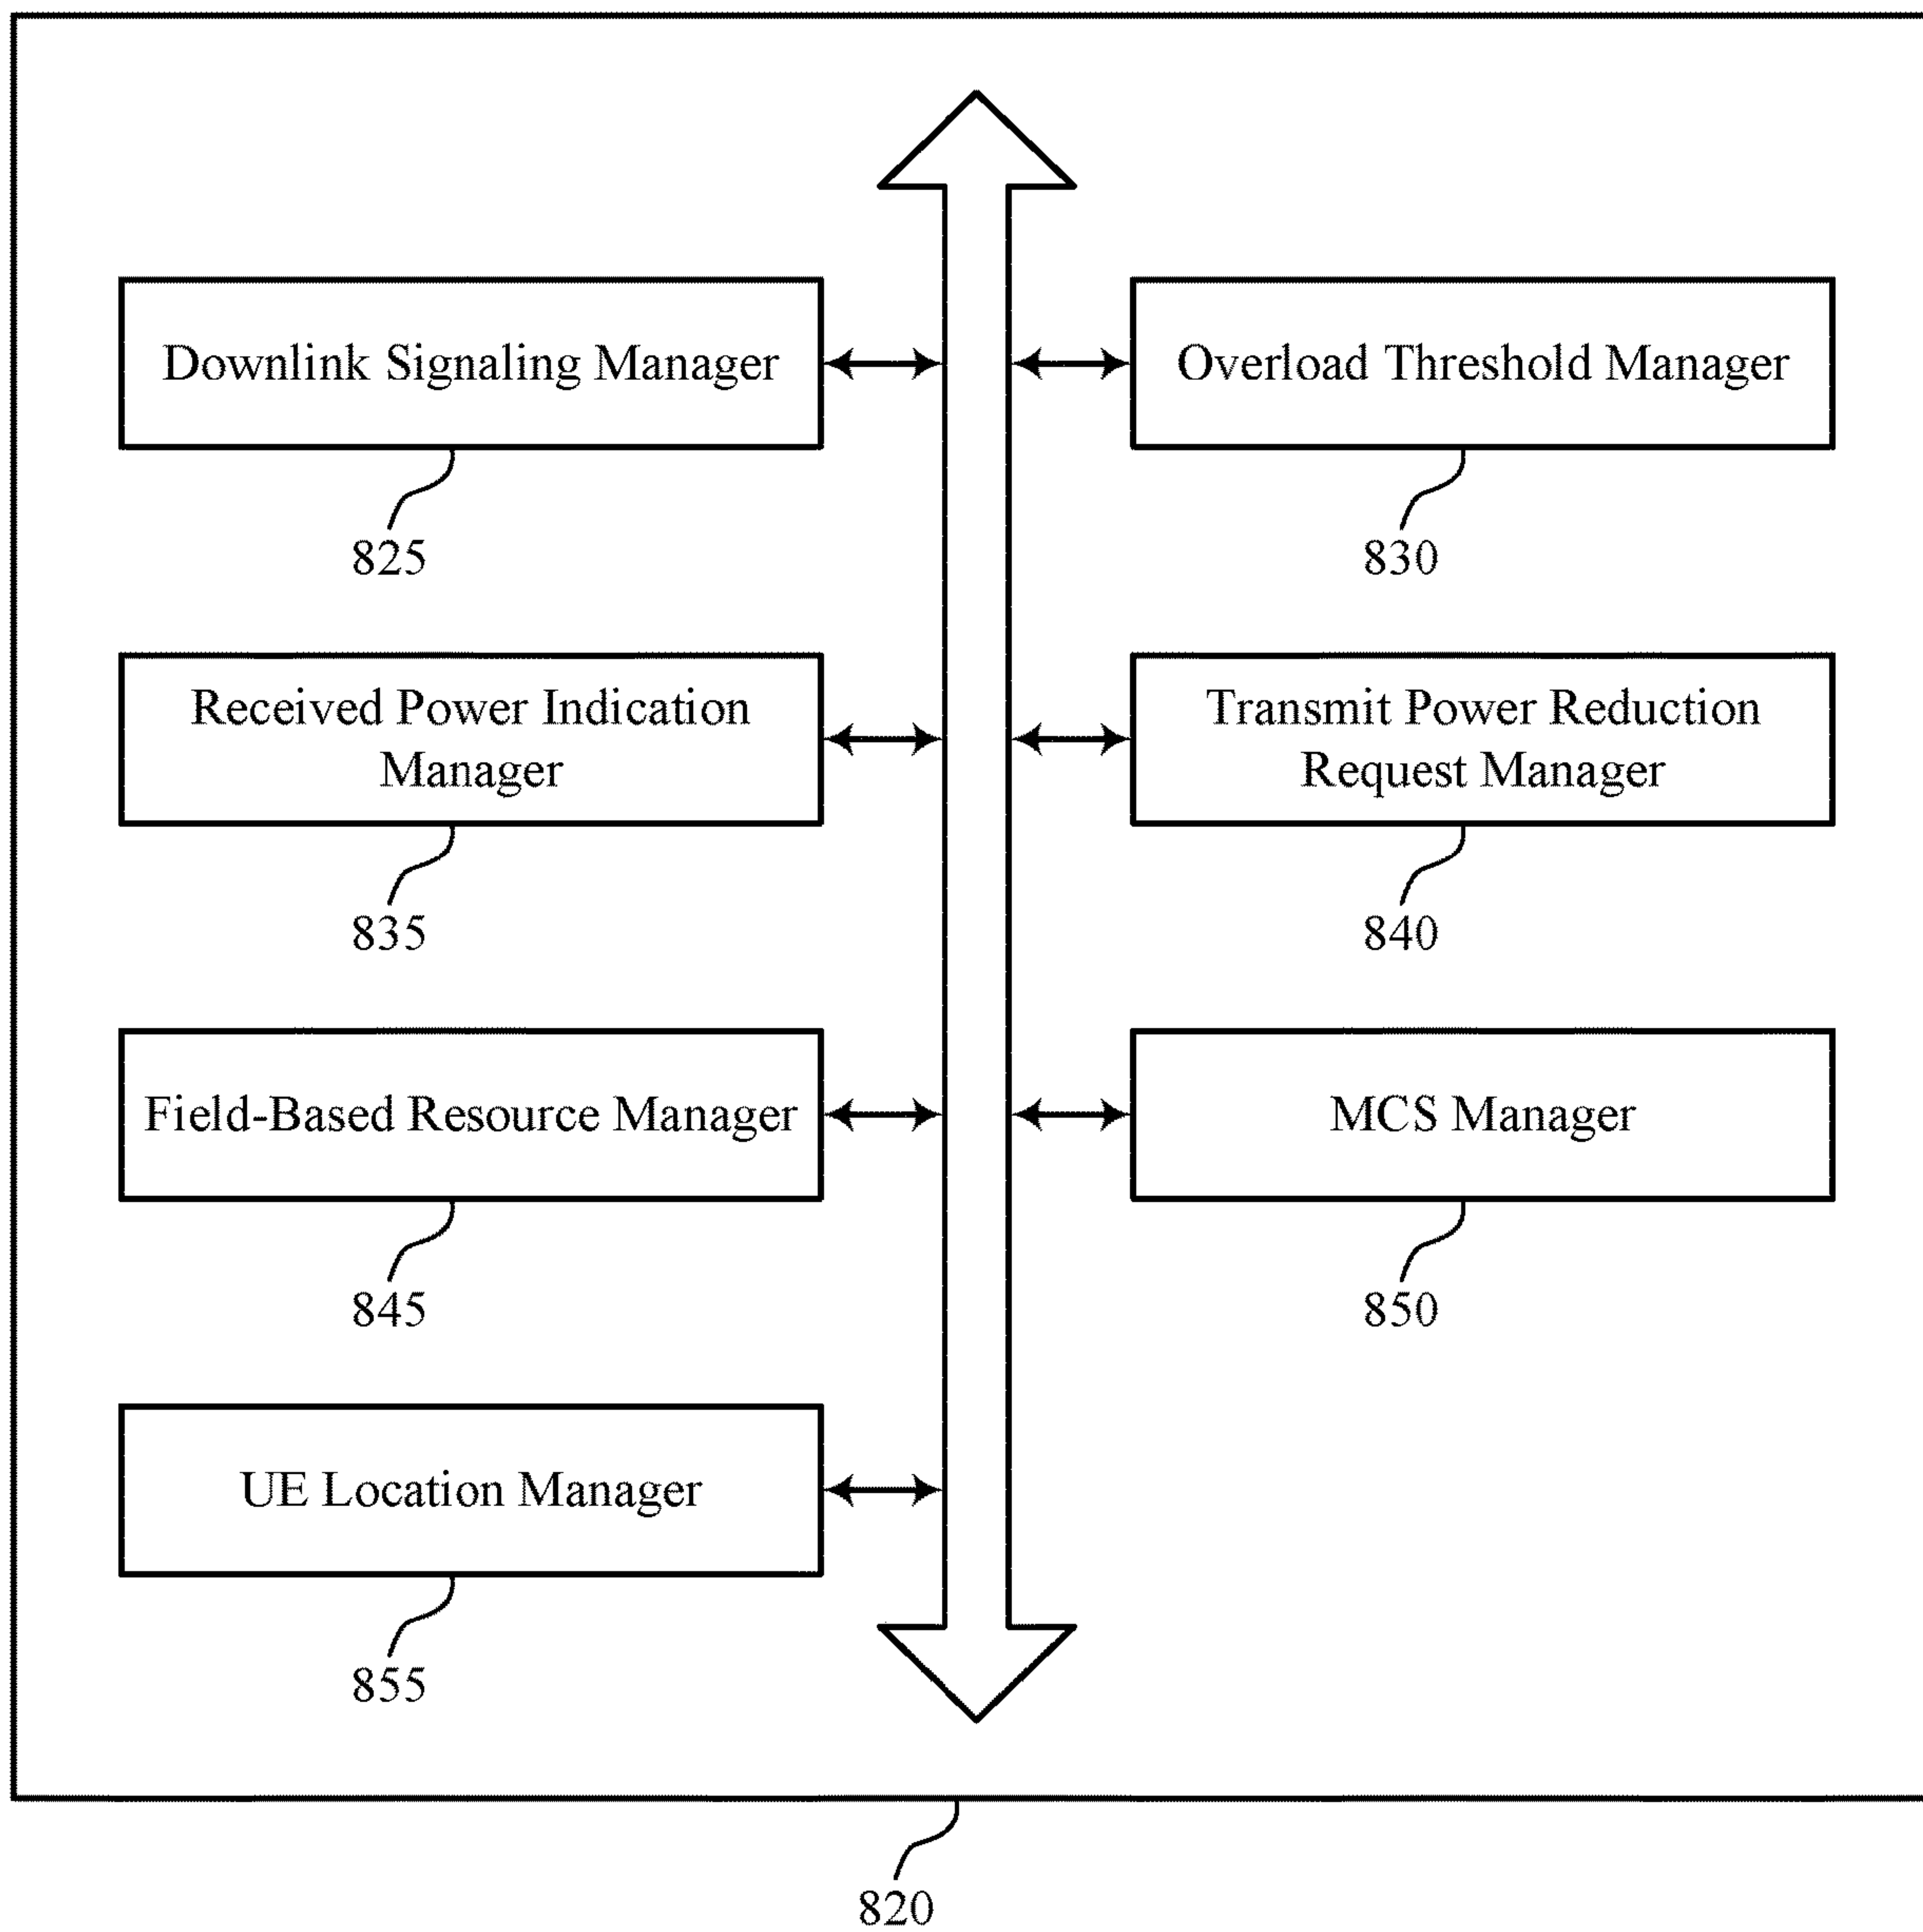 Downlink Signaling Manager
Overload Threshold Manager
825
830
Received Power Indication
Manager
Transmit Power Reduction
Request Manager
835
840
Field-Based Resource Manager
MCS Manager
845
850
UE Location Manager
855
820